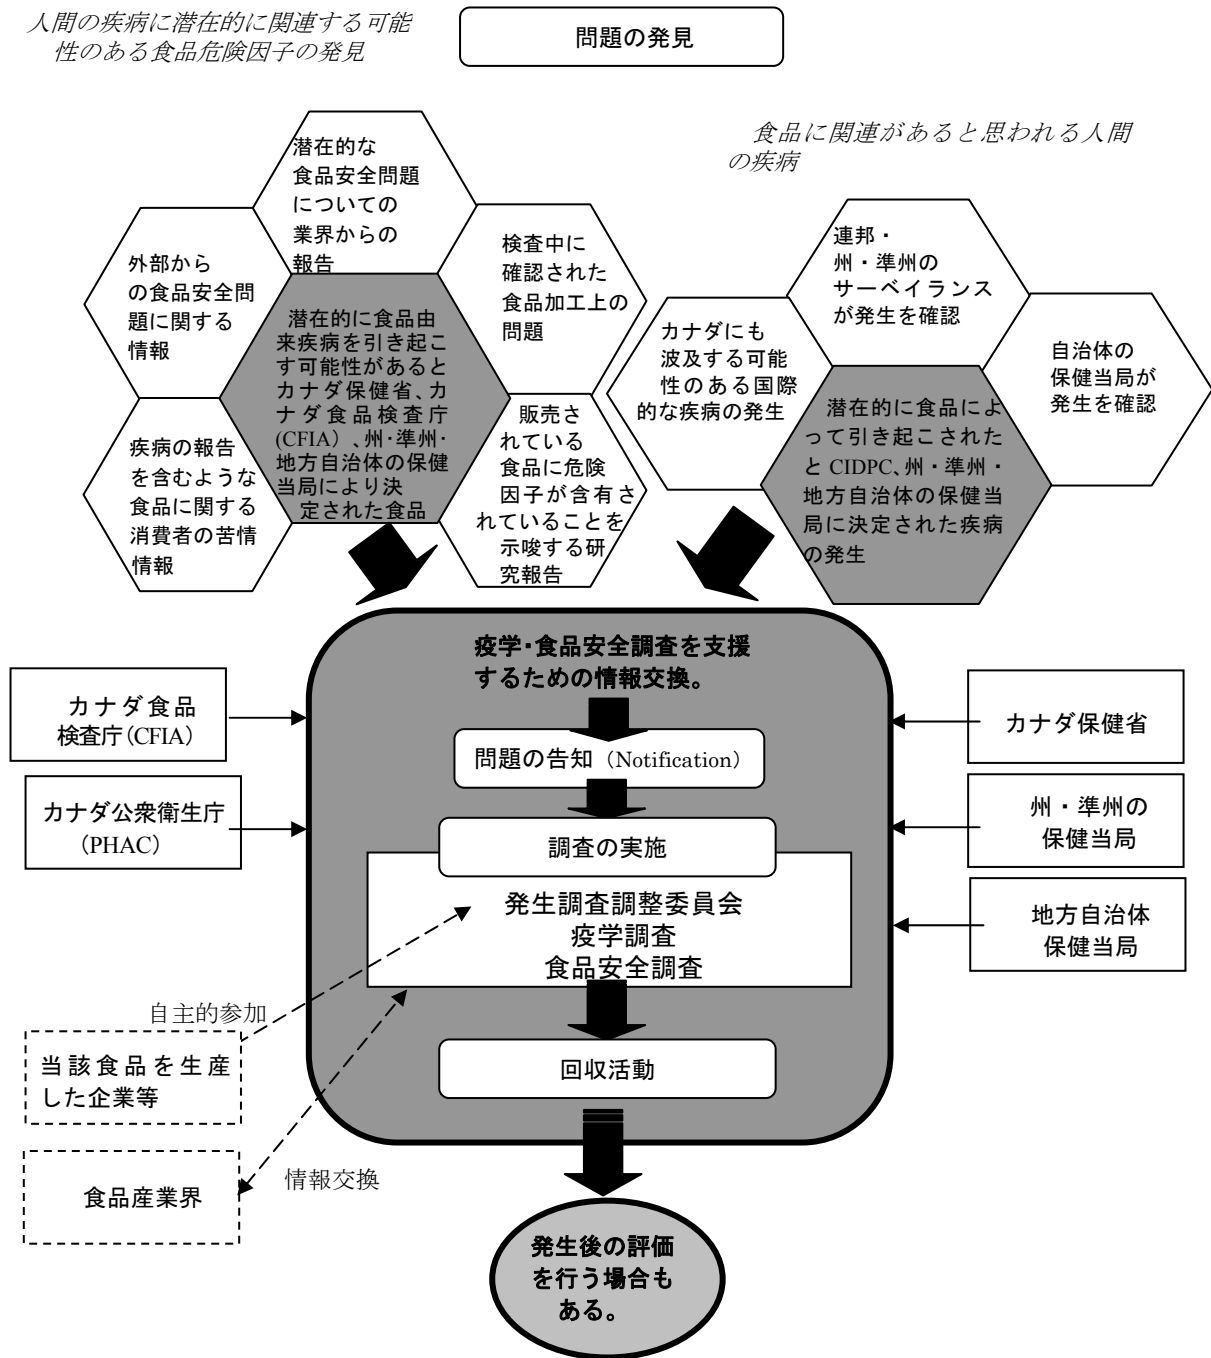 人間の疾病に潜在的に関連する可能
性のある食品危険因子の発見
問題の発見
食品に関連があると思われる人間
の疾病
潜在的な
食品安全問題
についての
業界からの
報告
外部から
の食品安全問
題に関する
情報
検査中に
確認された
食品加工上の
問題
潜在的に食品由
来疾病を引き起こ
す可能性があると
カナダ保健省、カ
ナダ食品検査庁
(CFIA)、州・準州・
地方自治体の保健
当局により決
定された食品
疾病の報告
を含むような
食品に関する
消費者の苦情
情報
販売さ
れている
食品に危険
因子が含有さ
れていることを
示唆する研
究報告
連邦・
州・準州の
サーベイランス
が発生を確認
カナダにも
波及する可能
性のある国際
的な疾病の発生
自治体の
保健当局が
発生を確認
潜在的に食品によ
って引き起こされた
と CIDPC、州・準州・
地方自治体の保健当
局に決定された疾病
の発生
疫学・食品安全調査を支援
するための情報交換。
カナダ食品
検査庁(CFIA)
カナダ公衆衛生庁
(PHAC)
問題の告知（Notification）
調査の実施
発生調査調整委員会
疫学調査
食品安全調査
回収活動
カナダ保健省
州・準州の
保健当局
地方自治体
保健当局
自主的参加
当該食品を生産
した企業等
食品産業界
情報交換
発生後の評価
を行う場合も
ある。